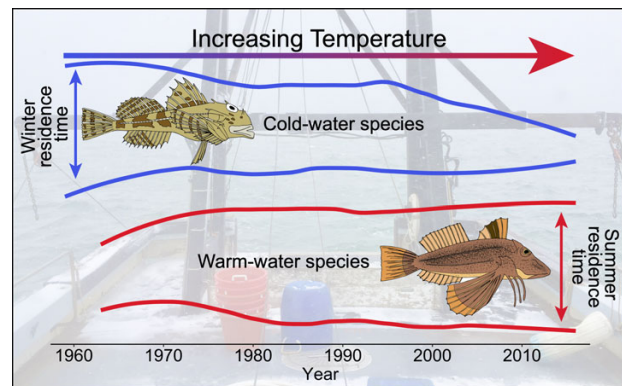 Increasing Temperature
Winter
residence
time
Cold-water species
Warm-water species
Summer
residence
time
1960 1970 1980 1990 2000 2010
Year